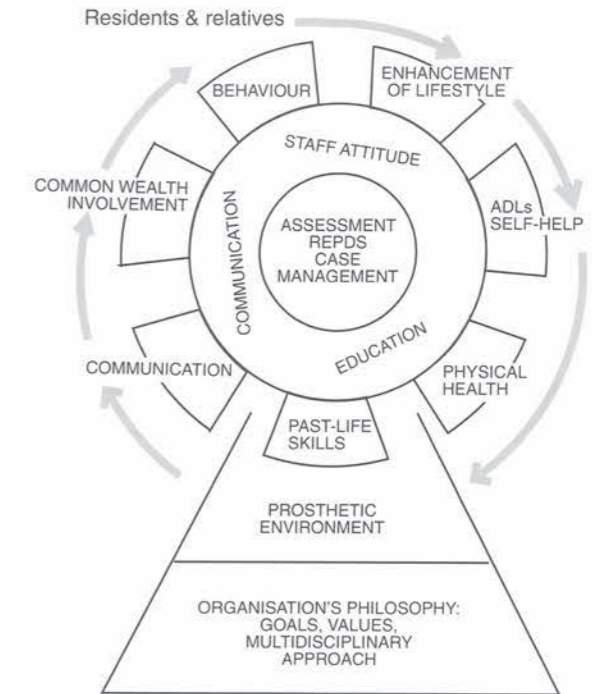 Residents & relatives
BEHAVIOUR
ENHANCEMENT
OF LIFESTYLE
STAFF ATTITUDE
COMMON WEALTH
INVOLVEMENT
COMMUNICATION
ASSESSMENT
REPDS
CASE
MANAGEMENT
ADLs
SELF-HELP
EDUCATION
COMMUNICATION
PHYSICAL
HEALTH
PAST-LIFE
SKILLS
PROSTHETIC
ENVIRONMENT
ORGANISATION'S PHILOSOPHY:
GOALS, VALUES,
MULTIDISCIPLINARY
APPROACH